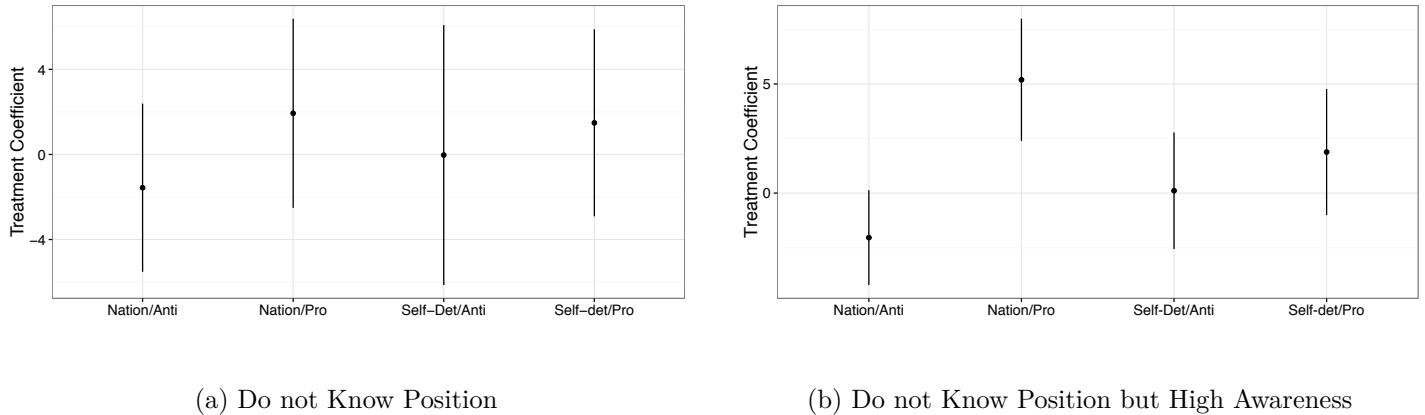 Treatment Coefficient
4
0
−4
Nation/Anti
Nation/Pro
Self−Det/Anti
Self−det/Pro
(a) Do not Know Position
Treatment Coefficient
5
0
Nation/Anti
Nation/Pro
Self-Det/Anti
Self-det/Pro
(b) Do not Know Position but High Awareness